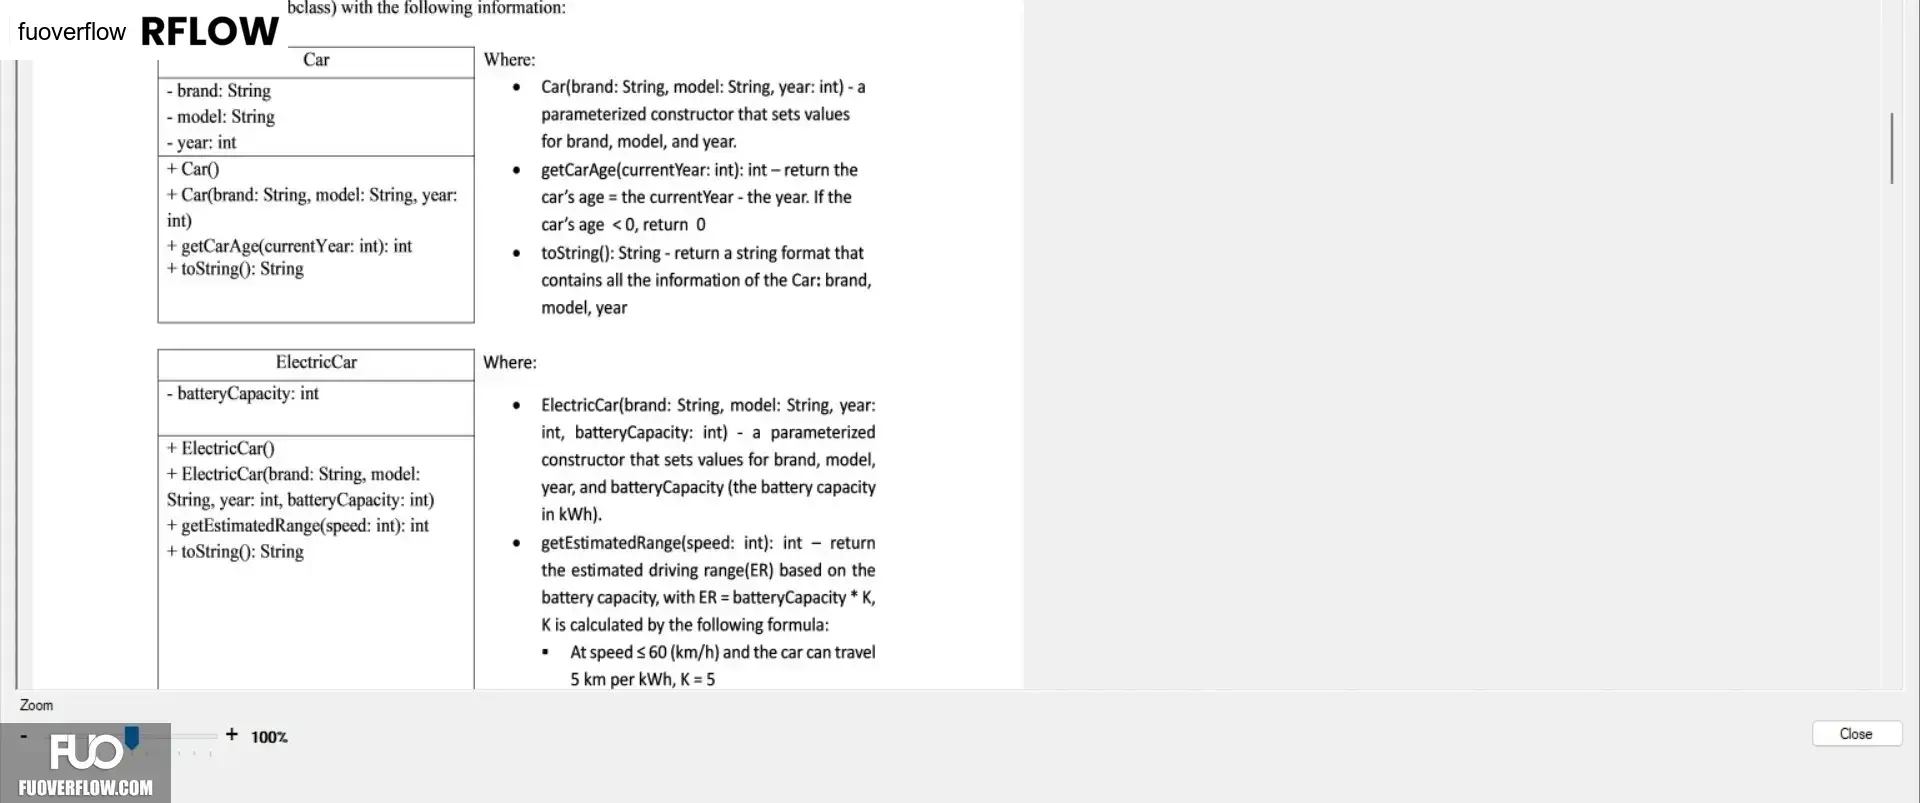 bclass) with the following information:
fuoverflow RFLOW
Car
- brand: String
- model: String
- year: int
+ Car()
+ Car(brand: String, model: String, year:
int)
+ getCarAge(currentYear: int): int
+ toString(): String
Where:
• Car(brand: String, model: String, year: int) - a
parameterized constructor that sets values
for brand, model, and year.
• getCarAge(currentYear: int): int – return the
car’s age = the currentYear - the year. If the
car’s age < 0, return 0
• toString(): String - return a string format that
contains all the information of the Car: brand,
model, year
ElectricCar
- batteryCapacity: int
+ ElectricCar()
+ ElectricCar(brand: String, model:
String, year: int, batteryCapacity: int)
+ getEstimatedRange(speed: int): int
+ toString(): String
Where:
• ElectricCar(brand: String, model: String, year:
int, batteryCapacity: int) - a parameterized
constructor that sets values for brand, model,
year, and batteryCapacity (the battery capacity
in kWh).
• getEstimatedRange(speed: int): int – return
the estimated driving range(ER) based on the
battery capacity, with ER = batteryCapacity * K,
K is calculated by the following formula:
▪ At speed ≤ 60 (km/h) and the car can travel
5 km per kWh, K = 5
Zoom
- + 100%
Close
FUO
FUOVERFLOW.COM